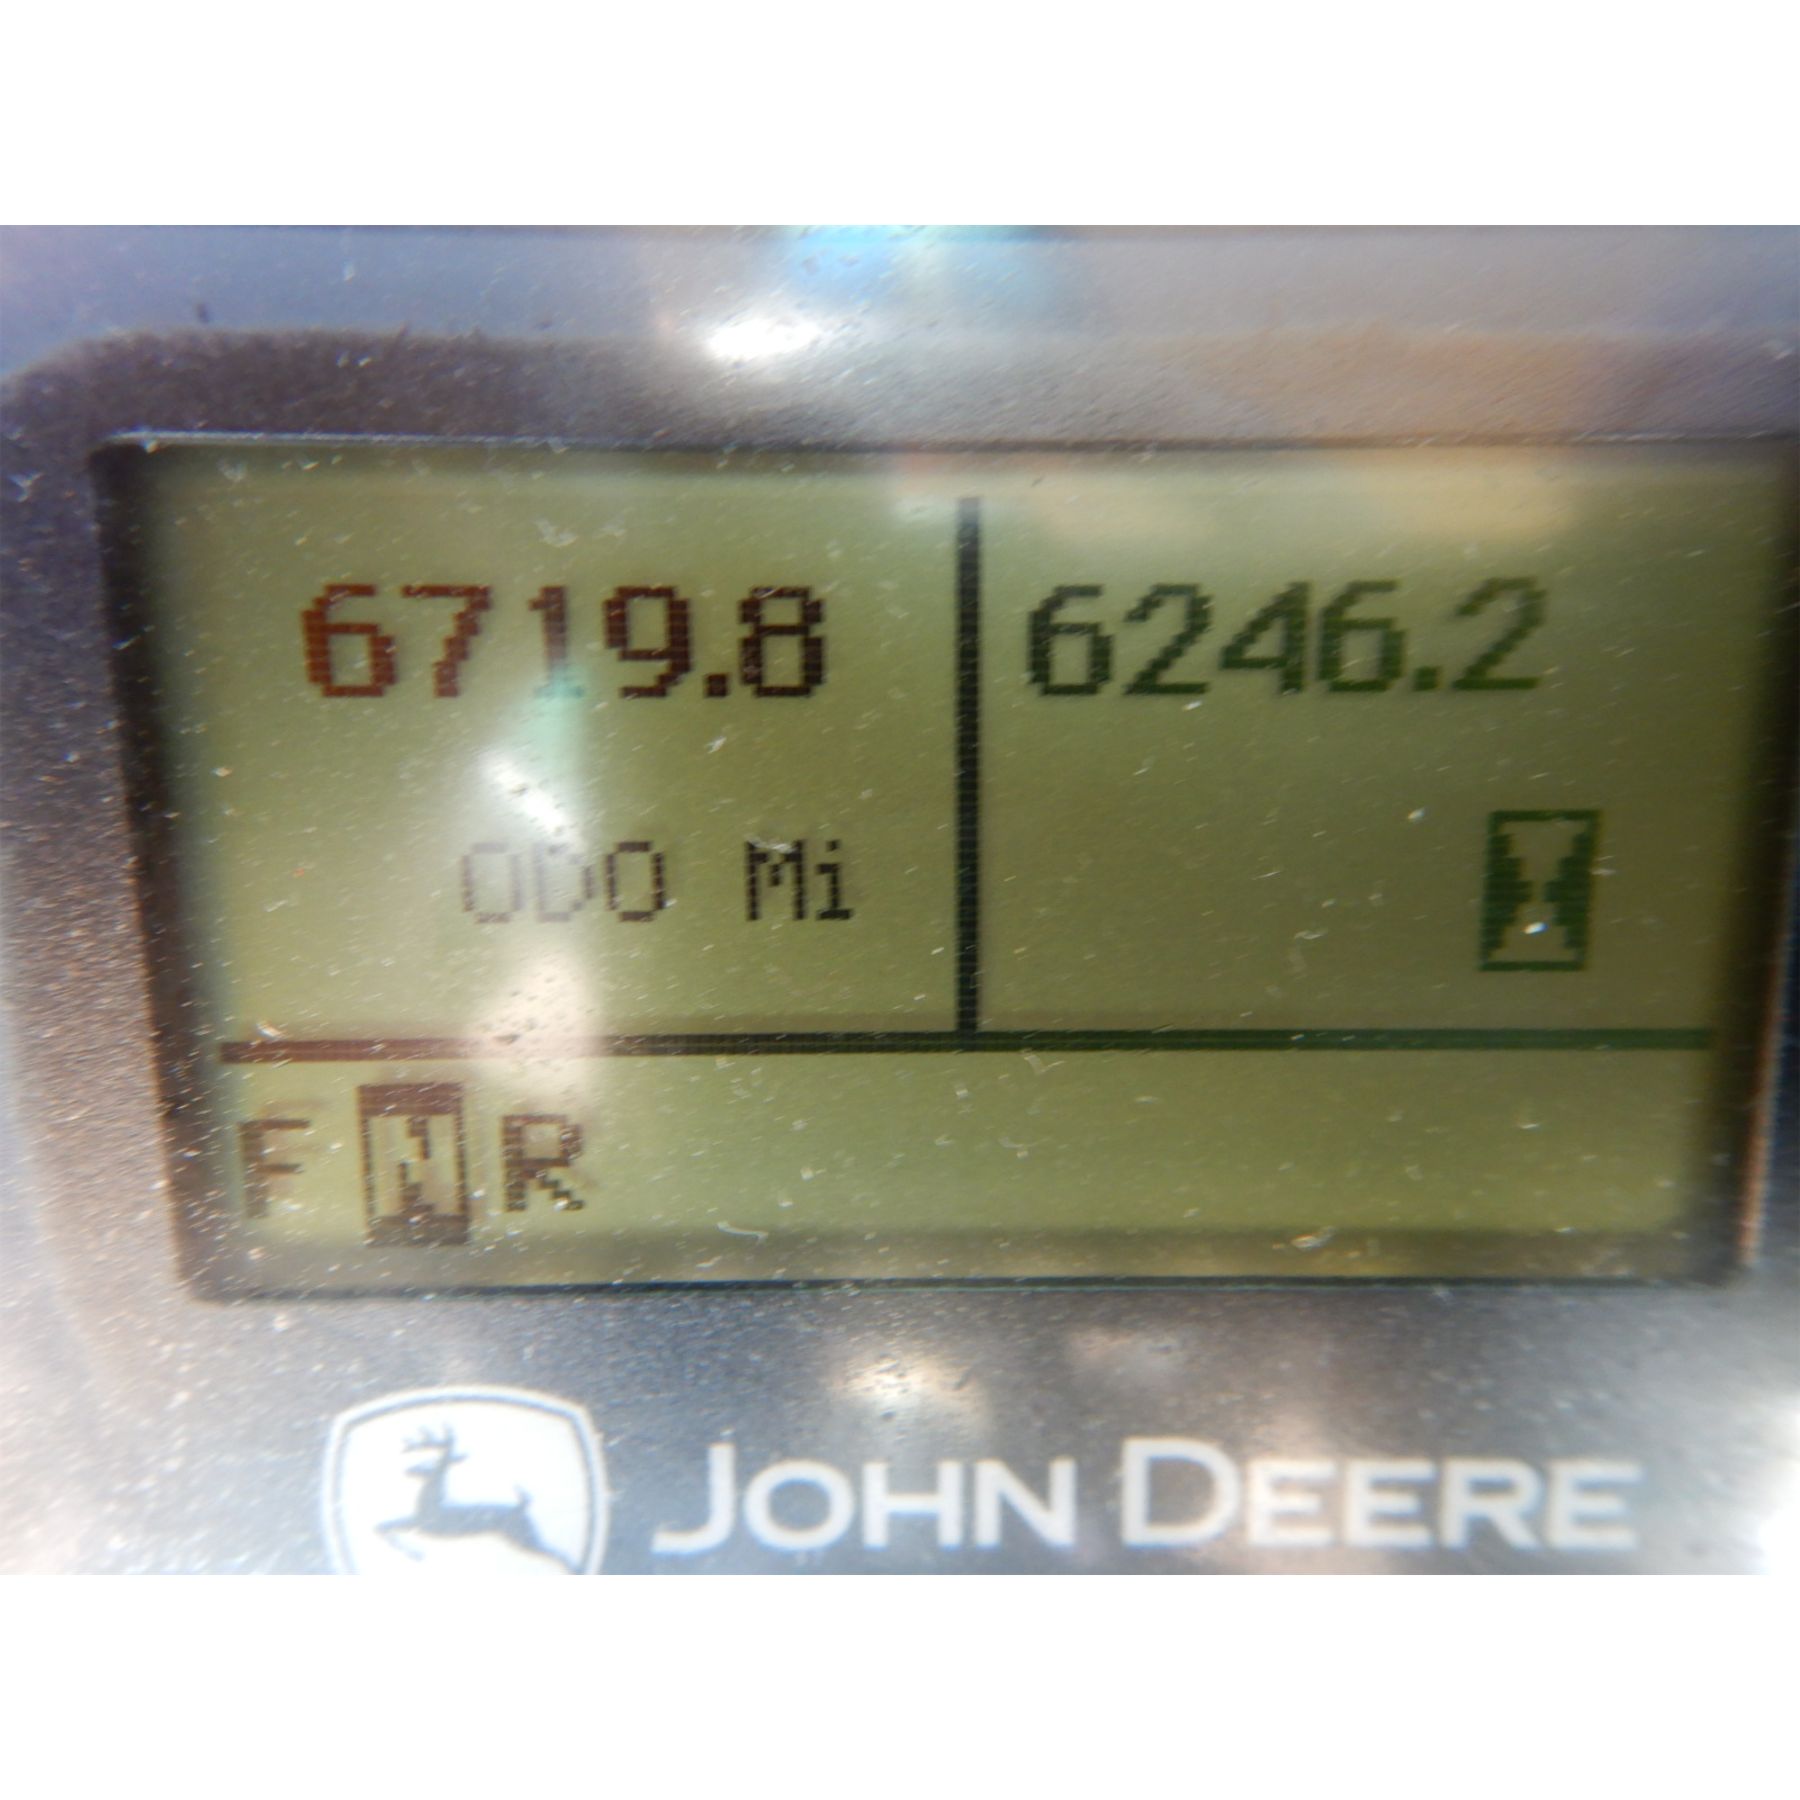 6719.8 6246.2
ODO Mi
F N R
JOHN DEERE